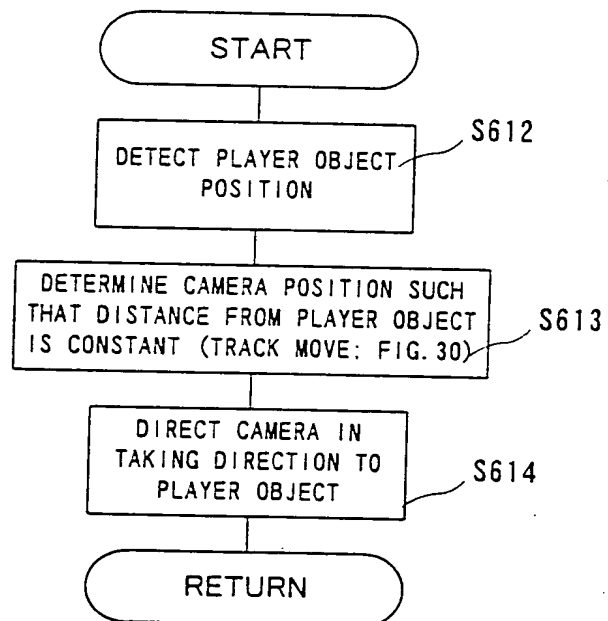 START
S612
DETECT PLAYER OBJECT
POSITION
DETERMINE CAMERA POSITION SUCH
THAT DISTANCE FROM PLAYER OBJECT
IS CONSTANT (TRACK MOVE: FIG. 30)
S613
DIRECT CAMERA IN
TAKING DIRECTION TO
PLAYER OBJECT
S614
RETURN